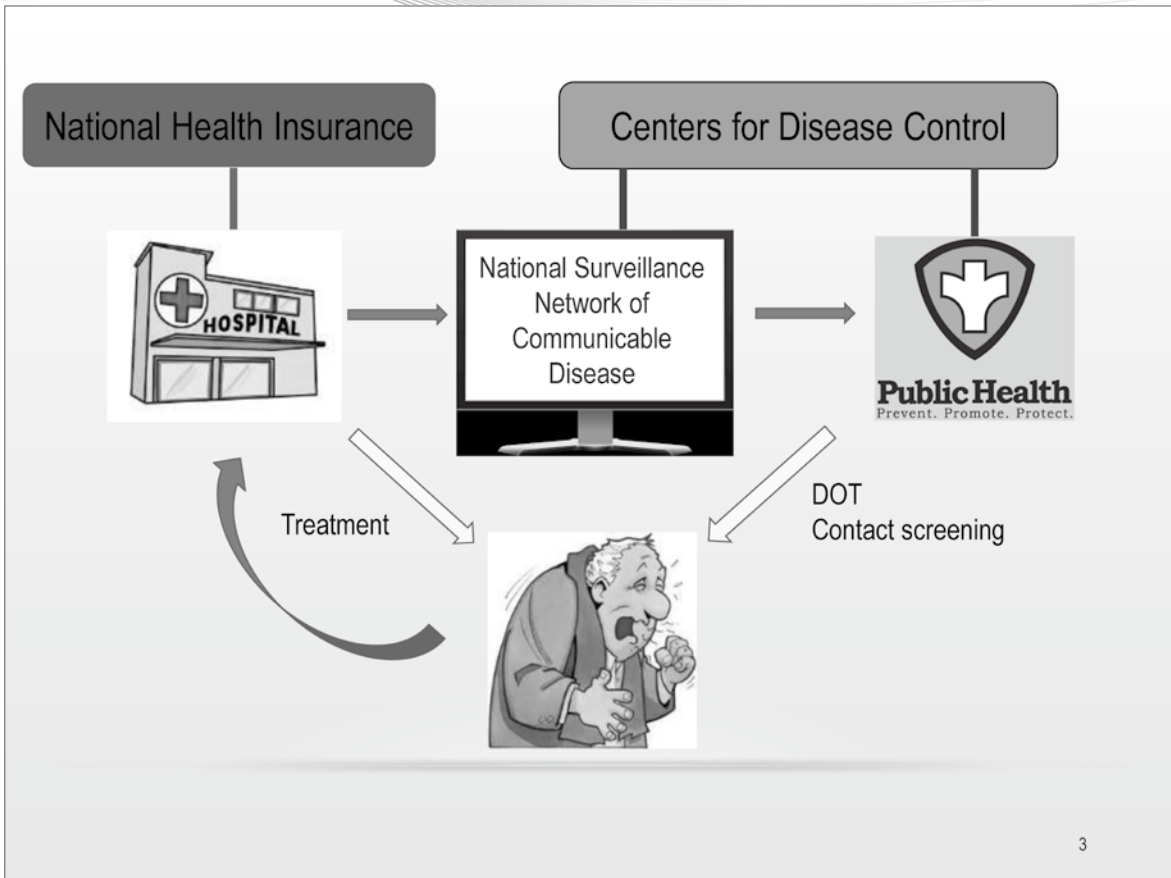 National Health Insurance
Centers for Disease Control
HOSPITAL
National Surveillance
Network of
Communicable
Disease
Public Health
Prevent. Promote. Protect.
Treatment
DOT
Contact screening
3